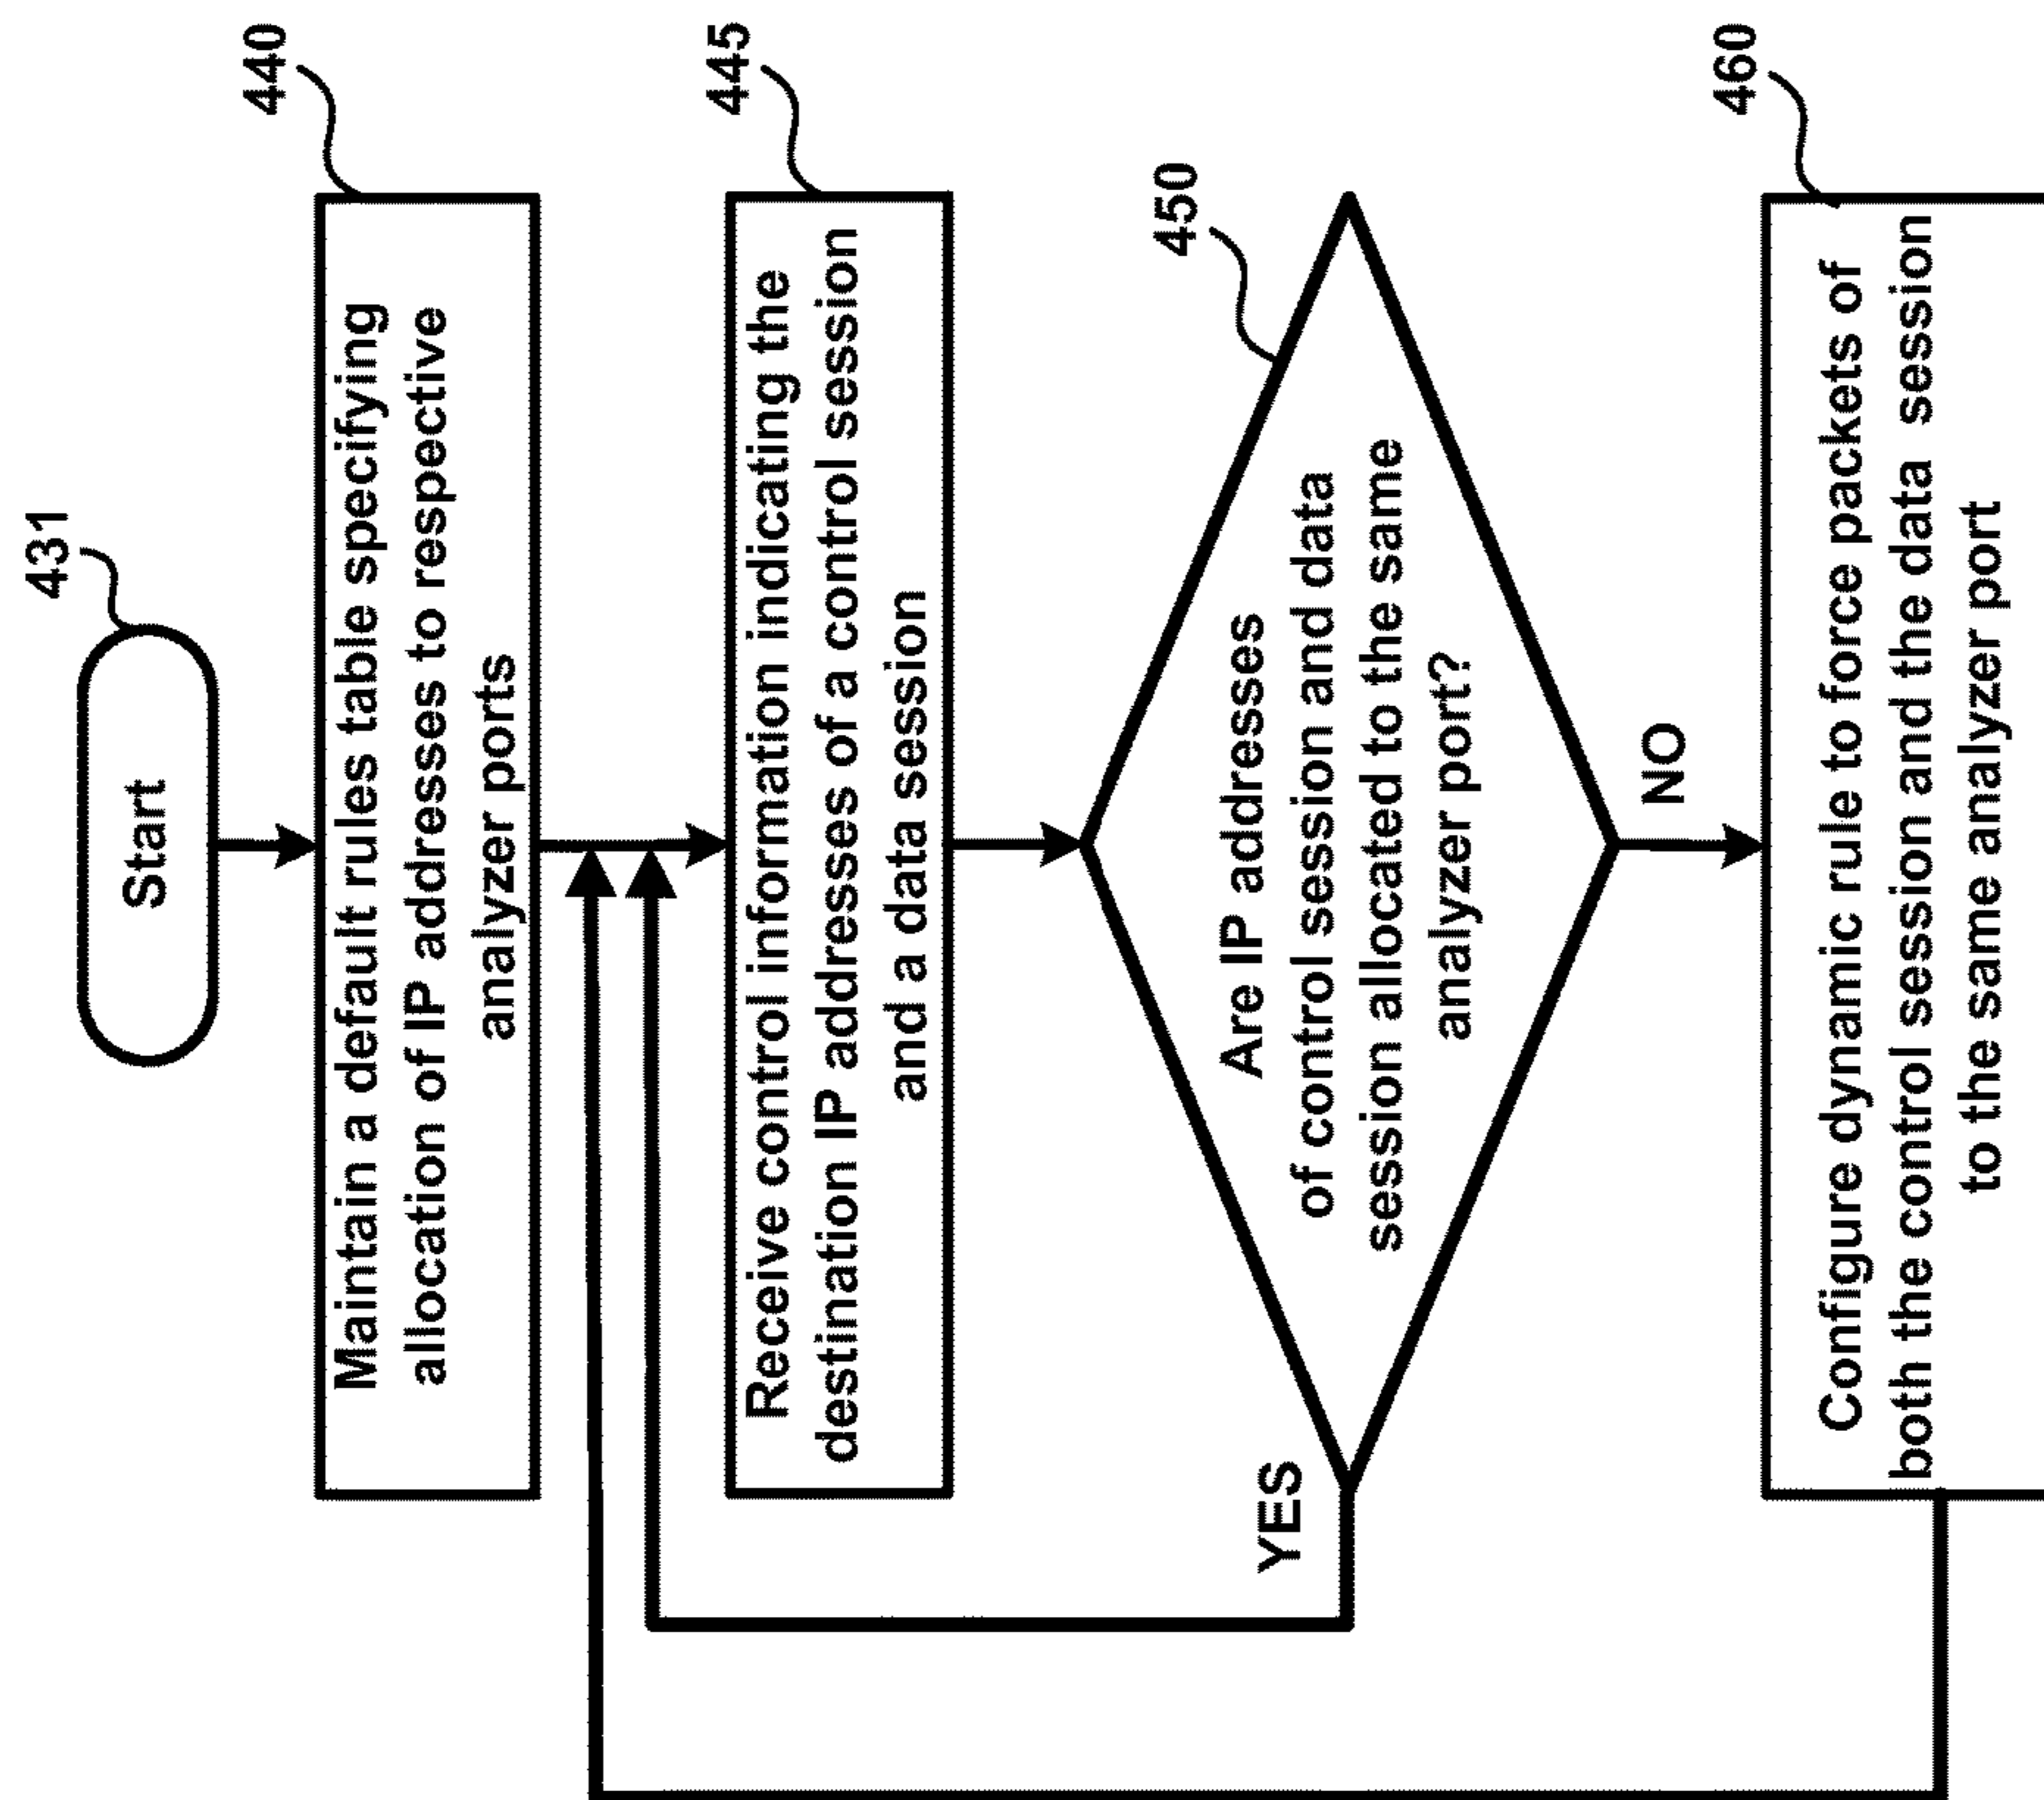 431
Start
440
Maintain a default rules table specifying
allocation of IP addresses to respective
analyzer ports
445
Receive control information indicating the
destination IP addresses of a control session
and a data session
450
Are IP addresses
of control session and data
session allocated to the same
analyzer port?
YES
NO
460
Configure dynamic rule to force packets of
both the control session and the data session
to the same analyzer port